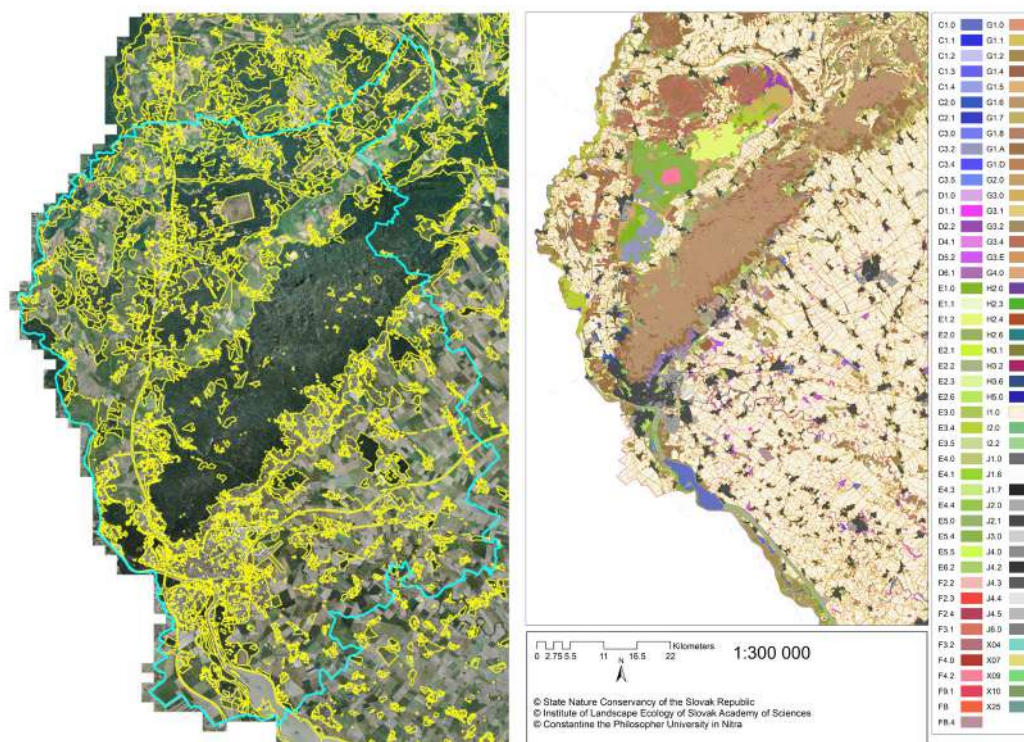 C1.0 G1.0
C1.1 G1.1
C1.2 G1.2
C1.3 G1.4
C1.4 G1.5
C2.0 G1.6
C2.1 G1.7
C3.0 G1.8
C3.2 G1.A
C3.4 G1.D
C3.5 G2.0
D1.0 G3.0
D1.1 G3.1
D2.2 G3.2
D4.1 G3.4
D5.2 G3.E
D6.1 G4.0
E1.0 H2.0
E1.1 H2.3
E1.2 H2.4
E2.0 H2.6
E2.1 H3.1
E2.2 H3.2
E2.3 H3.6
E2.6 H5.0
E3.0 I1.0
E3.4 I2.0
E3.5 I2.2
E4.0 J1.0
E4.1 J1.6
E4.3 J1.7
E4.4 J2.0
E5.0 J2.1
E5.4 J3.0
E5.5 J4.0
E6.2 J4.2
F2.2 J4.3
F2.3 J4.4
F2.4 J4.5
F3.1 J6.0
F3.2 X04
F4.0 X07
F4.2 X09
F9.1 X10
FB X25
FB.4
Kilometers
0 2.75 5.5 11 16.5 22
1:300 000
N
© State Nature Conservancy of the Slovak Republic
© Institute of Landscape Ecology of Slovak Academy of Sciences
© Constantine the Philosopher University in Nitra